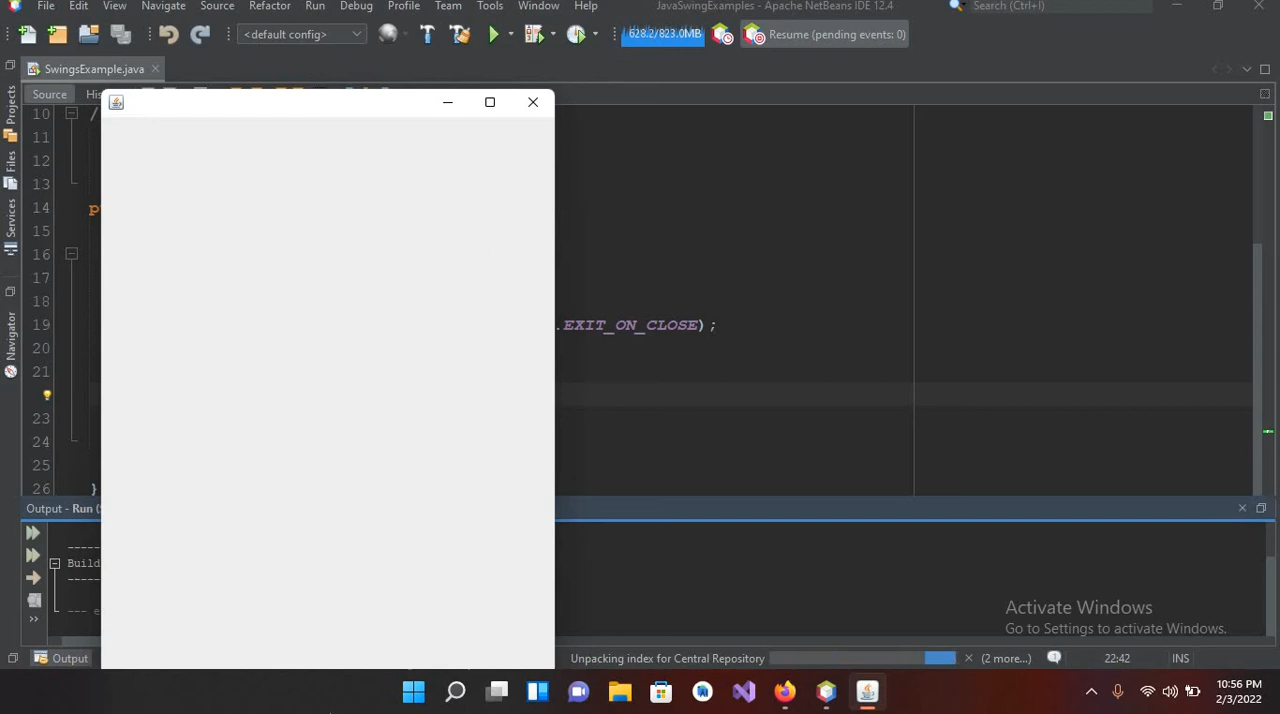 File Edit View Navigate Source Refactor Run Debug Profile Team Tools Window Help JavaSwingExamples - Apache NetBeans IDE 12.4 Search (Ctrl+I)
<default config> 628.2/823.0MB Resume (pending events: 0)
SwingsExample.java
Source His
Projects
Files
Services
Navigator
10 /
11
12
13
14 p
15
16
17
18
19 .EXIT_ON_CLOSE);
20
21
23
24
25
26 }
Output - Run (
------
Build
------
--- e
Activate Windows
Go to Settings to activate Windows.
Output Unpacking index for Central Repository (2 more...) 22:42 INS
10:56 PM
2/3/2022